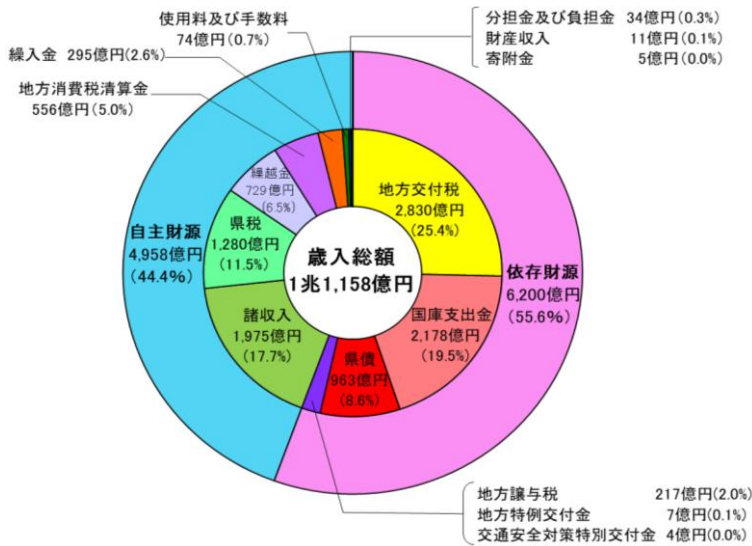 使用料及び手数料
74億円(0.7%)
分担金及び負担金 34億円(0.3%)
財産収入 11億円(0.1%)
寄附金 5億円(0.0%)
繰入金 295億円(2.6%)
地方消費税清算金
556億円(5.0%)
繰越金
729億円
(6.5%)
地方交付税
2,830億円
(25.4%)
県税
1,280億円
(11.5%)
自主財源
4,958億円
(44.4%)
歳入総額
1兆1,158億円
依存財源
6,200億円
(55.6%)
諸収入
1,975億円
(17.7%)
国庫支出金
2,178億円
(19.5%)
県債
963億円
(8.6%)
地方譲与税 217億円(2.0%)
地方特例交付金 7億円(0.1%)
交通安全対策特別交付金 4億円(0.0%)